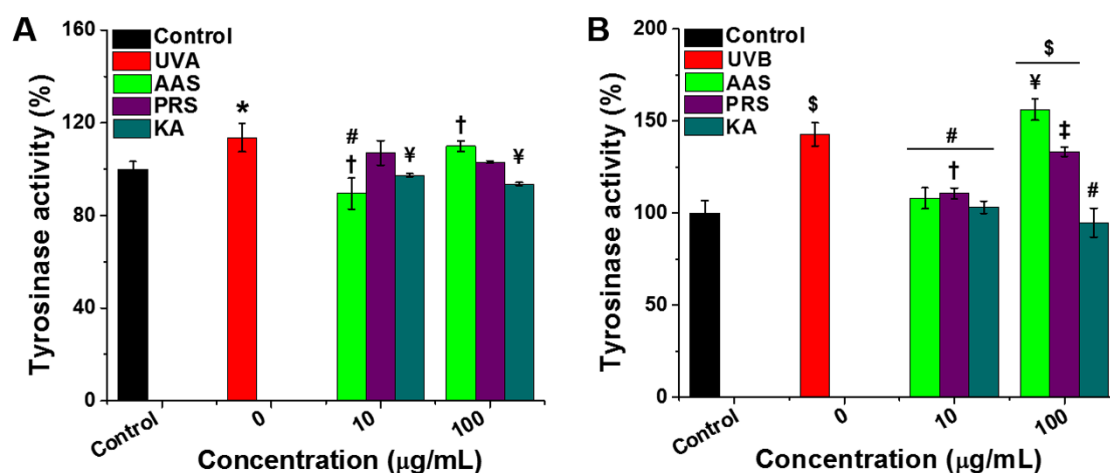 A
Tyrosinase activity (%)
160
120
80
40
0
Control
UVA
AAS
PRS
KA
*
#
†
¥
†
¥
Control
0
10
100
Concentration (μg/mL)
B
Tyrosinase activity (%)
200
150
100
50
0
Control
UVB
AAS
PRS
KA
$
#
†
$
¥
‡
#
Control
0
10
100
Concentration (μg/mL)